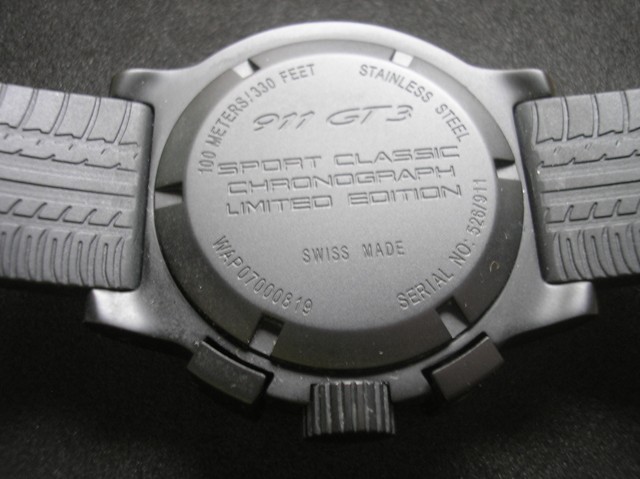 100 METERS/330 FEET
STAINLESS STEEL
911 GT3
SPORT CLASSIC
CHRONOGRAPH
LIMITED EDITION
SWISS MADE
WAP07000819
SERIAL NO: 526/911